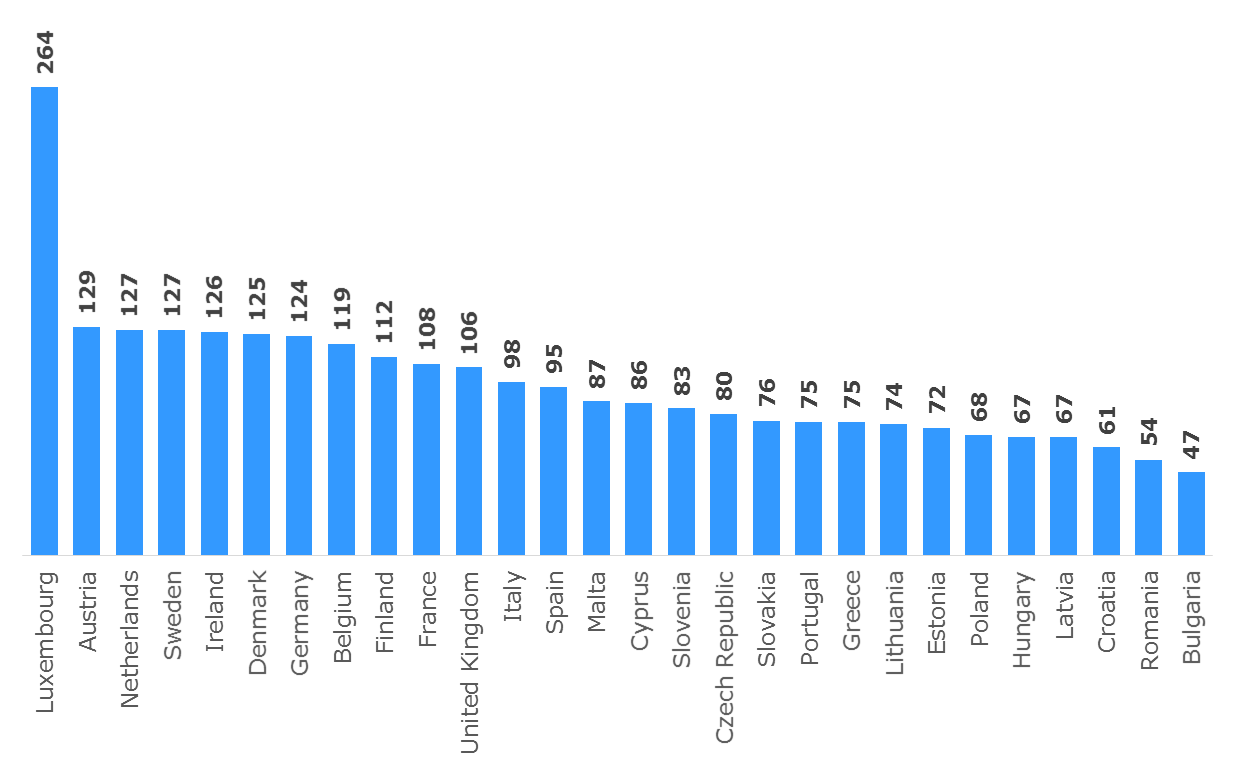 264
129
127
127
126
125
124
119
112
108
106
98
95
87
86
83
80
76
75
75
74
72
68
67
67
61
54
47
Luxembourg
Austria
Netherlands
Sweden
Ireland
Denmark
Germany
Belgium
Finland
France
United Kingdom
Italy
Spain
Malta
Cyprus
Slovenia
Czech Republic
Slovakia
Portugal
Greece
Lithuania
Estonia
Poland
Hungary
Latvia
Croatia
Romania
Bulgaria